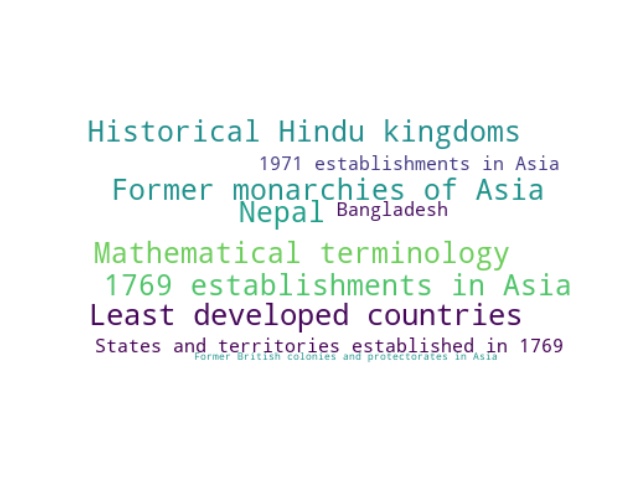 Historical Hindu kingdoms
1971 establishments in Asia
Former monarchies of Asia
Nepal Bangladesh
Mathematical terminology
1769 establishments in Asia
Least developed countries
States and territories established in 1769
Former British colonies and protectorates in Asia